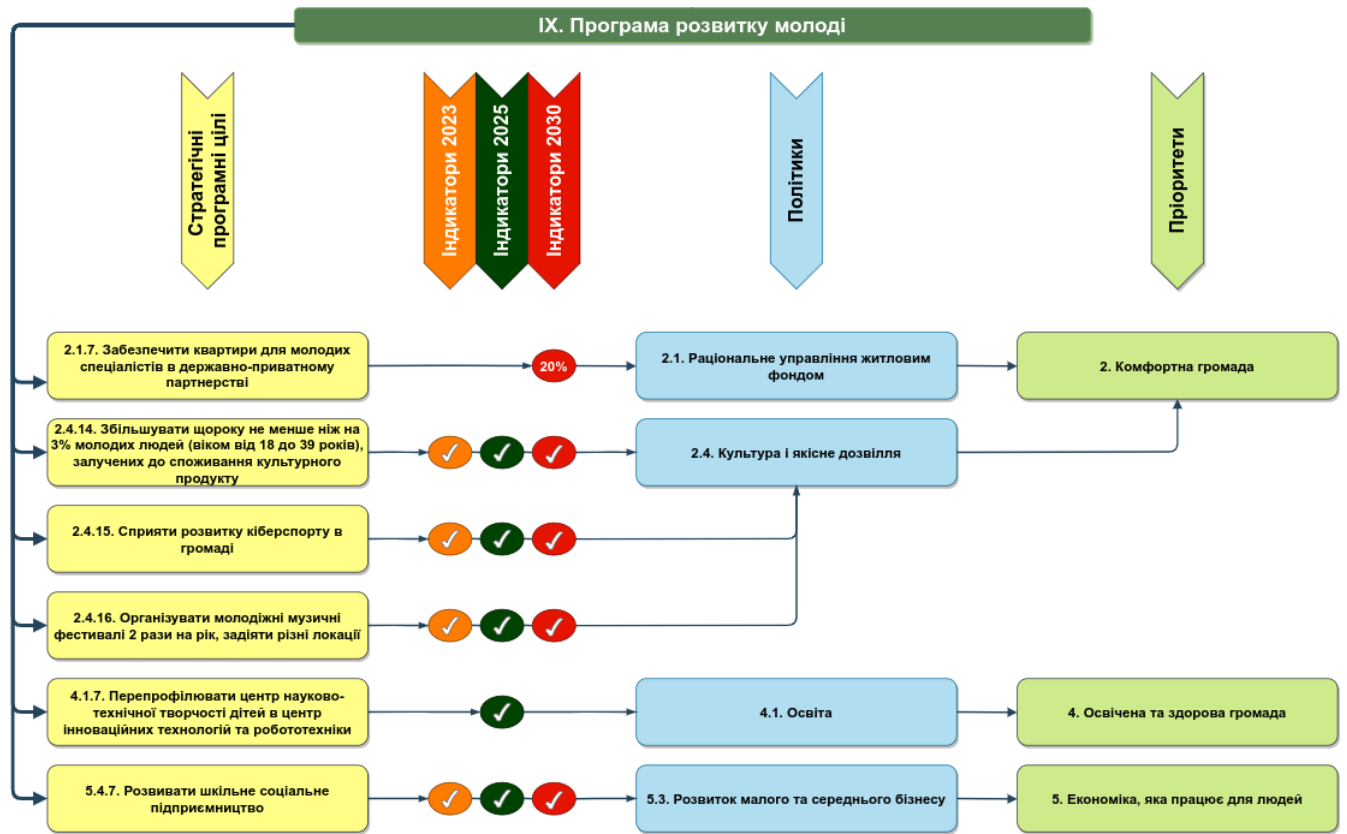 IX. Програма розвитку молоді
Стратегічні
програмні цілі
Індикатори 2023
Індикатори 2025
Індикатори 2030
Політики
Пріоритети
2.1.7. Забезпечити квартири для молодих
спеціалістів в державно-приватному
партнерстві
20%
2.1. Раціональне управління житловим
фондом
2. Комфортна громада
2.4.14. Збільшувати щороку не менше ніж на
3% молодих людей (віком від 18 до 39 років),
залучених до споживання культурного
продукту
2.4. Культура і якісне дозвілля
2.4.15. Сприяти розвитку кіберспорту в
громаді
2.4.16. Організувати молодіжні музичні
фестивалі 2 рази на рік, задіяти різні локації
4.1.7. Перепрофілювати центр науково-
технічної творчості дітей в центр
інноваційних технологій та робототехніки
4.1. Освіта
4. Освічена та здорова громада
5.4.7. Розвивати шкільне соціальне
підприємництво
5.3. Розвиток малого та середнього бізнесу
5. Економіка, яка працює для людей